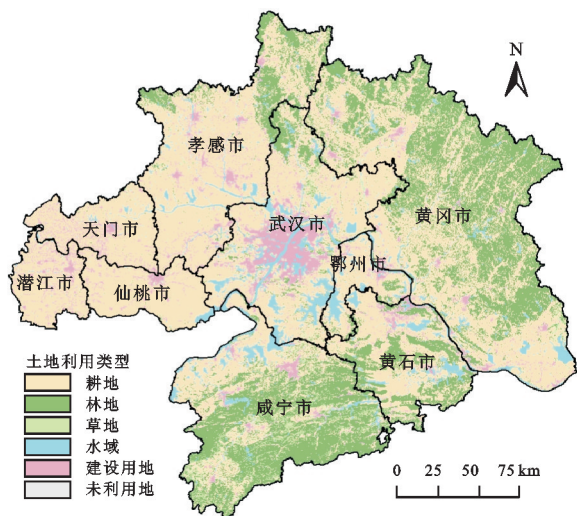 N
孝感市
武汉市
黄冈市
天门市
鄂州市
潜江市
仙桃市
黄石市
咸宁市
土地利用类型
耕地
林地
草地
水域
建设用地
未利用地
0 25 50 75 km